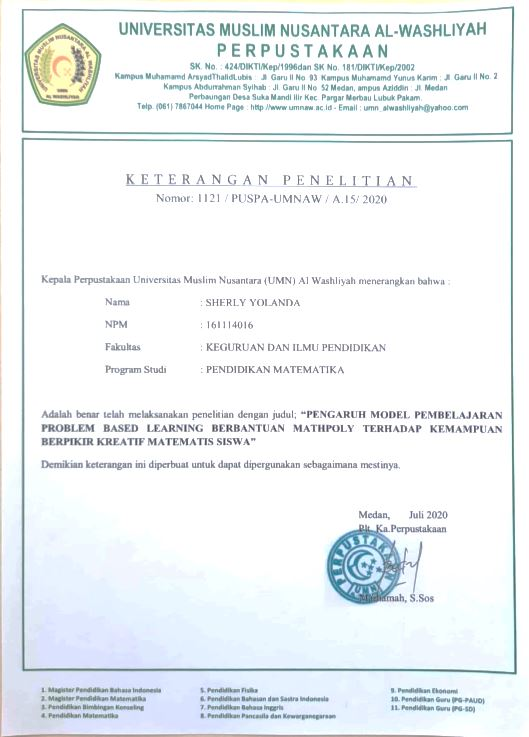 UNIVERSITAS MUSLIM NUSANTARA AL-WASHLIYAH
PERPUSTAKAAN
SK. No. : 424/DIKTI/Kep/1996dan SK No. 181/DIKTI/Kep/2002
Kampus Muhamamd ArsyadThalidLubis : Jl Garu II No 93 Kampus Muhamamd Yunus Karim : Jl Garu II No. 2
Kampus Abdurrahman Syihab : Jl. Garu II No 52 Medan, ampus Aziddin : Jl. Medan
Perbaungan Desa Suka Mandi ilir Kec. Pargar Merbau Lubuk Pakam.
Telp. (061) 7867044 Home Page : http://www.umnaw.ac.id - Email : umn_alwashliyah@yahoo.com
KETERANGAN PENELITIAN
Nomor: 1121 / PUSPA-UMNAW / A.15/ 2020
Kepala Perpustakaan Universitas Muslim Nusantara (UMN) Al Washliyah menerangkan bahwa :
Nama : SHERLY YOLANDA
NPM : 161114016
Fakultas : KEGURUAN DAN ILMU PENDIDIKAN
Program Studi : PENDIDIKAN MATEMATIKA
Adalah benar telah melaksanakan penelitian dengan judul; “PENGARUH MODEL PEMBELAJARAN
PROBLEM BASED LEARNING BERBANTUAN MATHPOLY TERHADAP KEMAMPUAN
BERPIKIR KREATIF MATEMATIS SISWA”
Demikian keterangan ini diperbuat untuk dapat dipergunakan sebagaimana mestinya.
Medan, Juli 2020
Plt. Ka.Perpustakaan
PERPUSTAKAAN
UMN
S.Sos
1. Magister Pendidikan Bahasa Indonesia
2. Magister Pendidikan Matematika
3. Pendidikan Bimbingan Konseling
4. Pendidikan Matematika
5. Pendidikan Fisika
6. Pendidikan Bahasan dan Sastra Indonesia
7. Pendidikan Bahasa Inggris
8. Pendidikan Pancasila dan Kewarganegaraan
9. Pendidikan Ekonomi
10. Pendidikan Guru (PG-PAUD)
11. Pendidikan Guru (PG-SD)